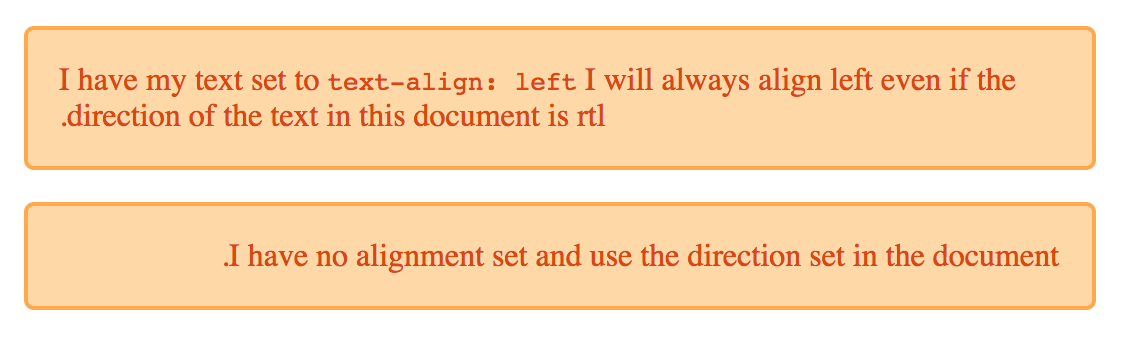 I have my text set to text-align: left I will always align left even if the
.direction of the text in this document is rtl
.I have no alignment set and use the direction set in the document